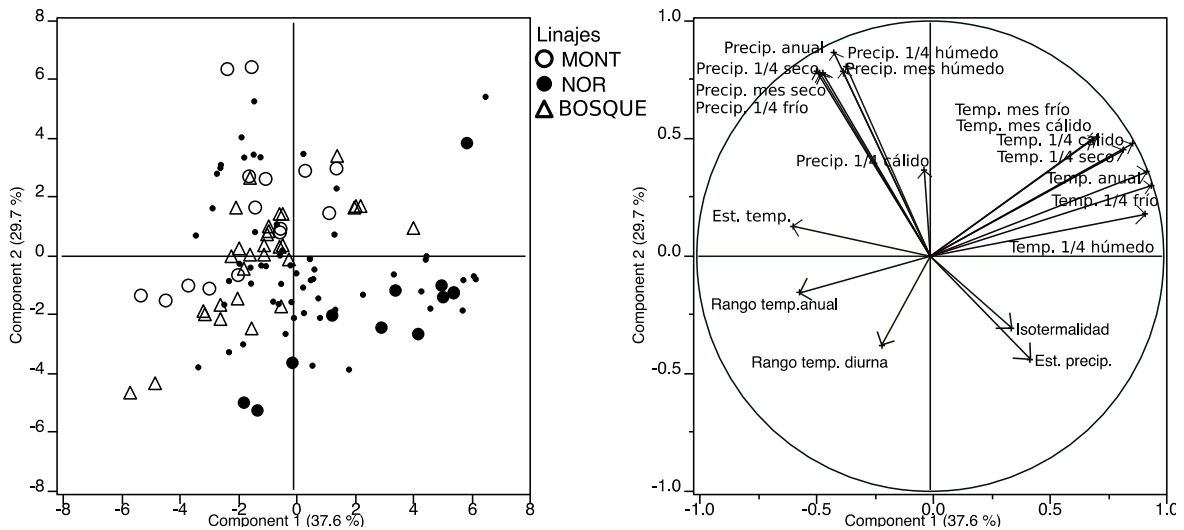 8
6
4
2
0
-2
-4
-6
-8
Component 2 (29.7 %)
-8
-6
-4
-2
0
2
4
6
8
Component 1 (37.6 %)
Linajes
MONT
NOR
BOSQUE
1.0
0.5
0.0
-0.5
-1.0
Component 2 (29.7 %)
-1.0
-0.5
0.0
0.5
1.0
Component 1 (37.6 %)
Precip. anual
Precip. 1/4 húmedo
Precip. 1/4 seco
Precip. mes húmedo
Precip. mes seco
Precip. 1/4 frío
Precip. 1/4 cálido
Temp. mes frío
Temp. mes cálido
Temp. 1/4 cálido
Temp. 1/4 seco
Temp. anual
Temp. 1/4 frío
Temp. 1/4 húmedo
Est. temp.
Rango temp.anual
Rango temp. diurna
Isotermalidad
Est. precip.